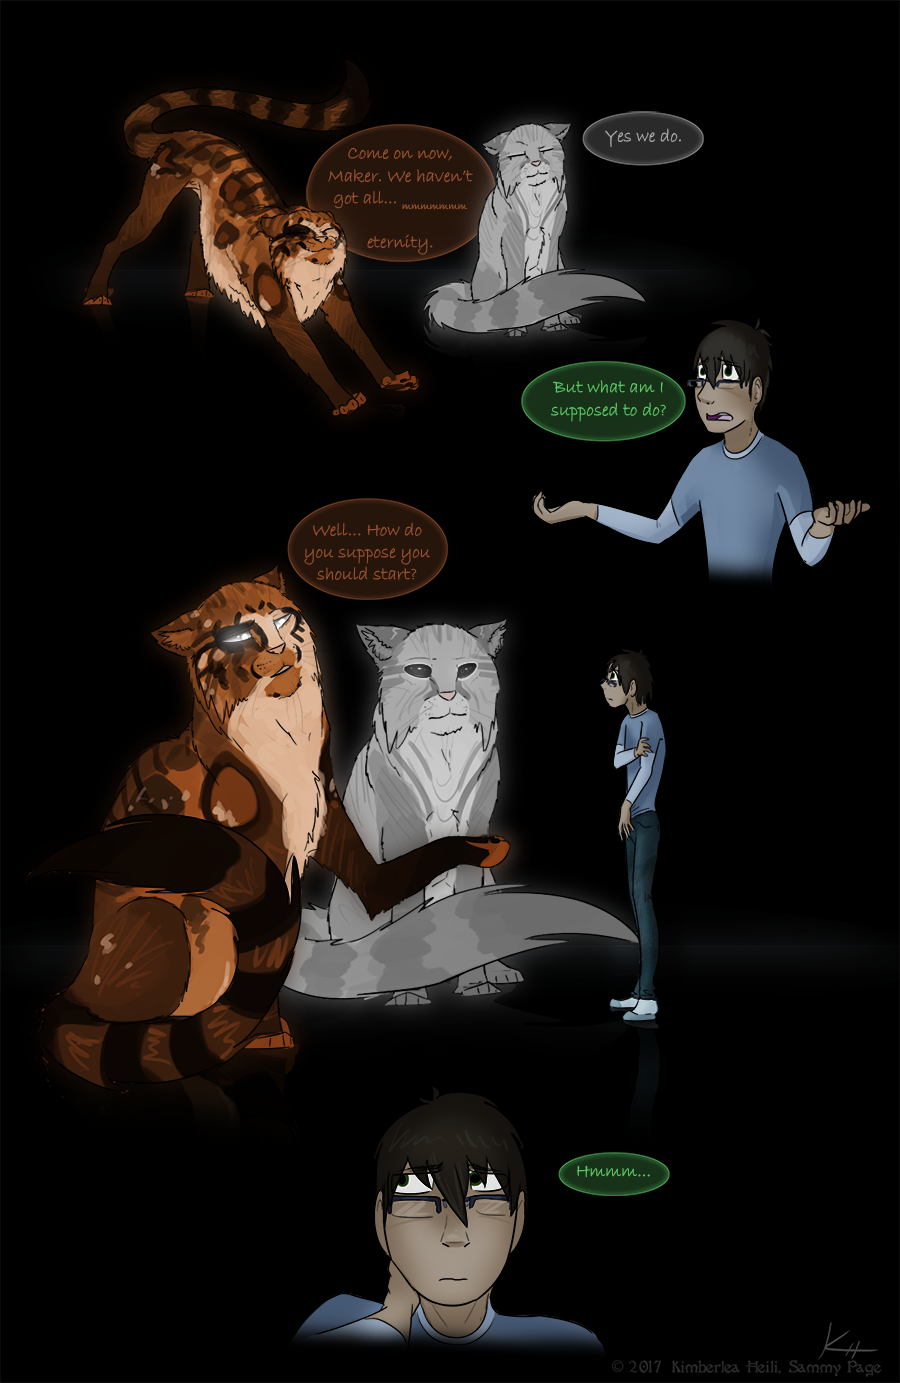 Come on now,
Maker. We haven't
got all... mmmmmmm
eternity.
Yes we do.
But what am I
supposed to do?
Well... How do
you suppose you
should start?
Hmmm...
KH
© 2017 Kimberlea Heili, Sammy Page